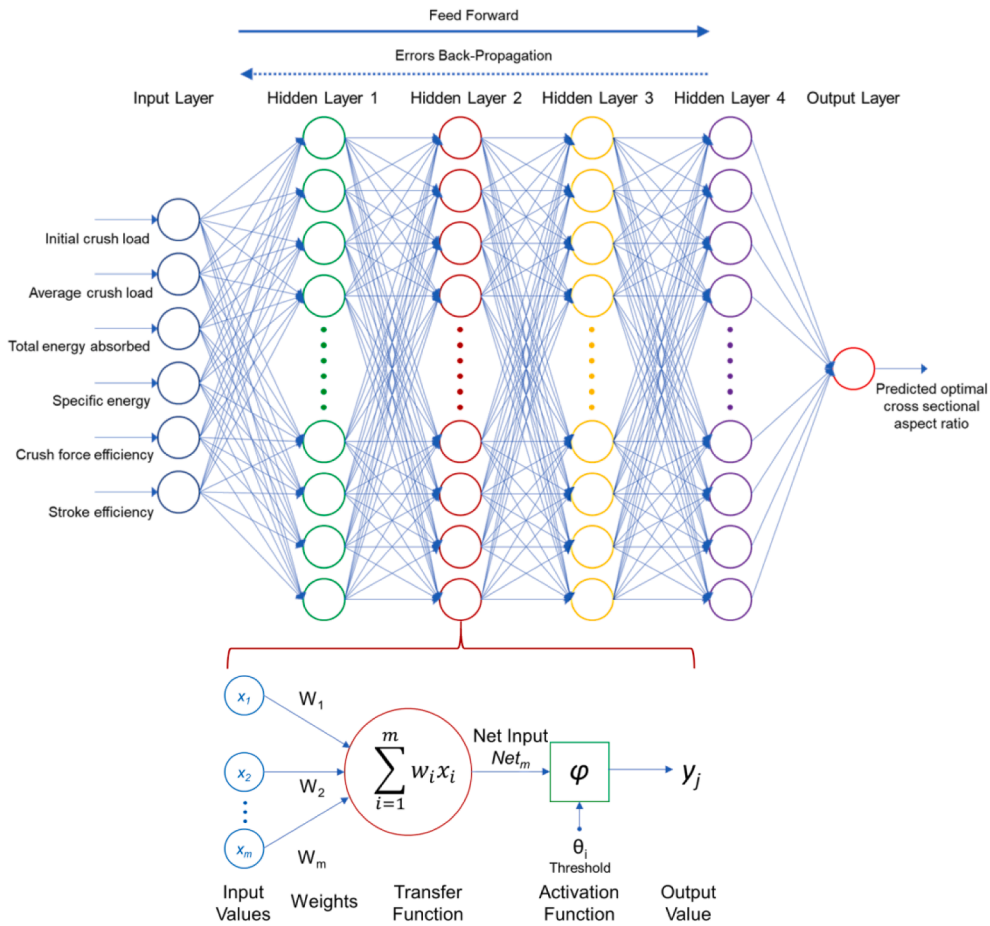 Feed Forward
Errors Back-Propagation
Input Layer
Hidden Layer 1
Hidden Layer 2
Hidden Layer 3
Hidden Layer 4
Output Layer
Initial crush load
Average crush load
Total energy absorbed
Specific energy
Crush force efficiency
Stroke efficiency
Predicted optimal
cross sectional
aspect ratio
x₁
x₂
xₘ
W₁
W₂
Wₘ
m
∑ wᵢxᵢ
i=1
Net Input
Netₘ
φ
yⱼ
θᵢ
Threshold
Input
Values
Weights
Transfer
Function
Activation
Function
Output
Value